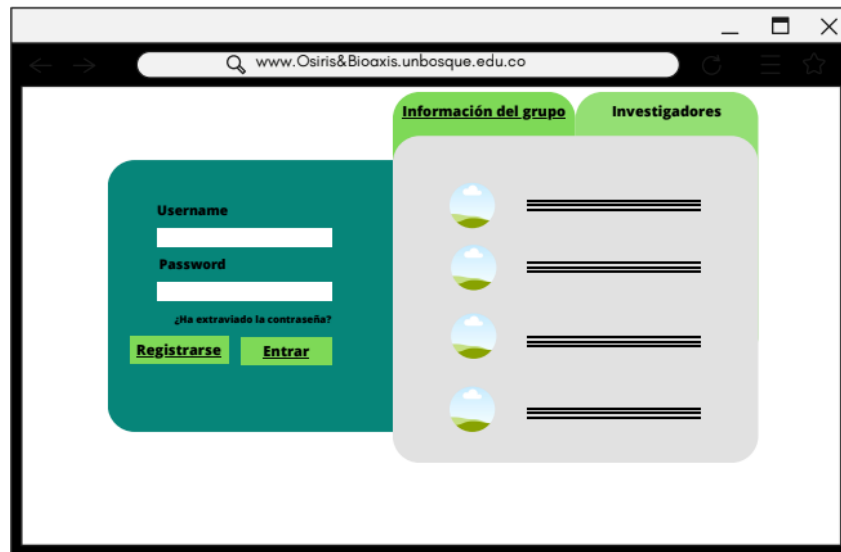 www.Osiris&Bioaxis.unbosque.edu.co
Información del grupo
Investigadores
Username
Password
¿Ha extraviado la contraseña?
Registrarse
Entrar